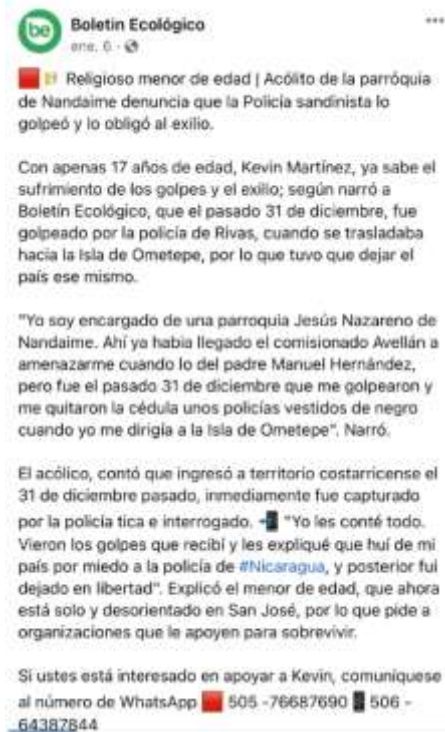 be Boletin Ecológico
ene. 6 ·
Religioso menor de edad | Acólito de la parróquia
de Nandaime denuncia que la Policía sandinista lo
golpeó y lo obligó al exilio.
Con apenas 17 años de edad, Kevin Martínez, ya sabe el
sufrimiento de los golpes y el exilio; según narró a
Boletín Ecológico, que el pasado 31 de diciembre, fue
golpeado por la policía de Rivas, cuando se trasladaba
hacia la Isla de Ometepe, por lo que tuvo que dejar el
país ese mismo.
"Yo soy encargado de una parroquia Jesús Nazareno de
Nandaime. Ahí ya había llegado el comisionado Avellán a
amenazarme cuando lo del padre Manuel Hernández,
pero fue el pasado 31 de diciembre que me golpearon y
me quitaron la cédula unos policías vestidos de negro
cuando yo me dirigía a la Isla de Ometepe". Narró.
El acólico, contó que ingresó a territorio costarricense el
31 de diciembre pasado, inmediatamente fue capturado
por la policía tica e interrogado. "Yo les conté todo.
Vieron los golpes que recibí y les expliqué que huí de mi
país por miedo a la policía de #Nicaragua, y posterior fui
dejado en libertad". Explicó el menor de edad, que ahora
está solo y desorientado en San José, por lo que pide a
organizaciones que le apoyen para sobrevivir.
Si ustes está interesado en apoyar a Kevin, comuníquese
al número de WhatsApp 505 -76687690 506 -
64387844